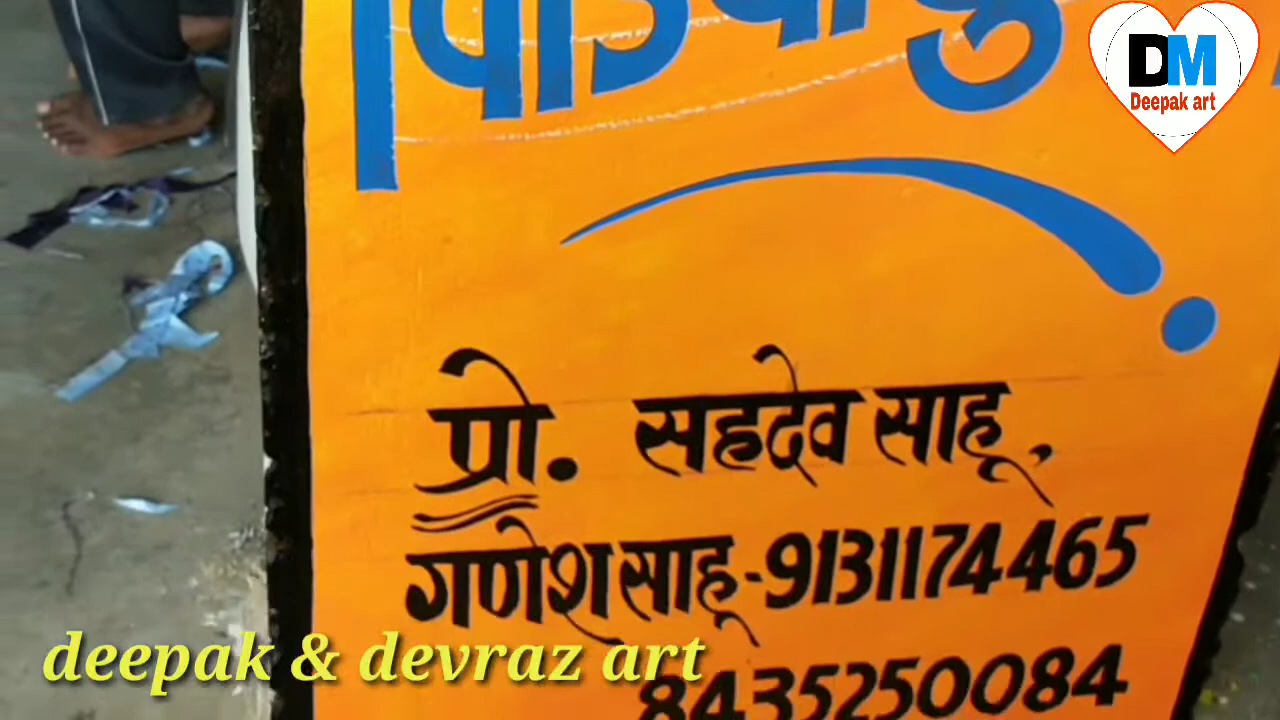 DM
Deepak art
प्रो. सहदेव साहू,
गणेश साहू-9131174465
8435250084
deepak & devraz art